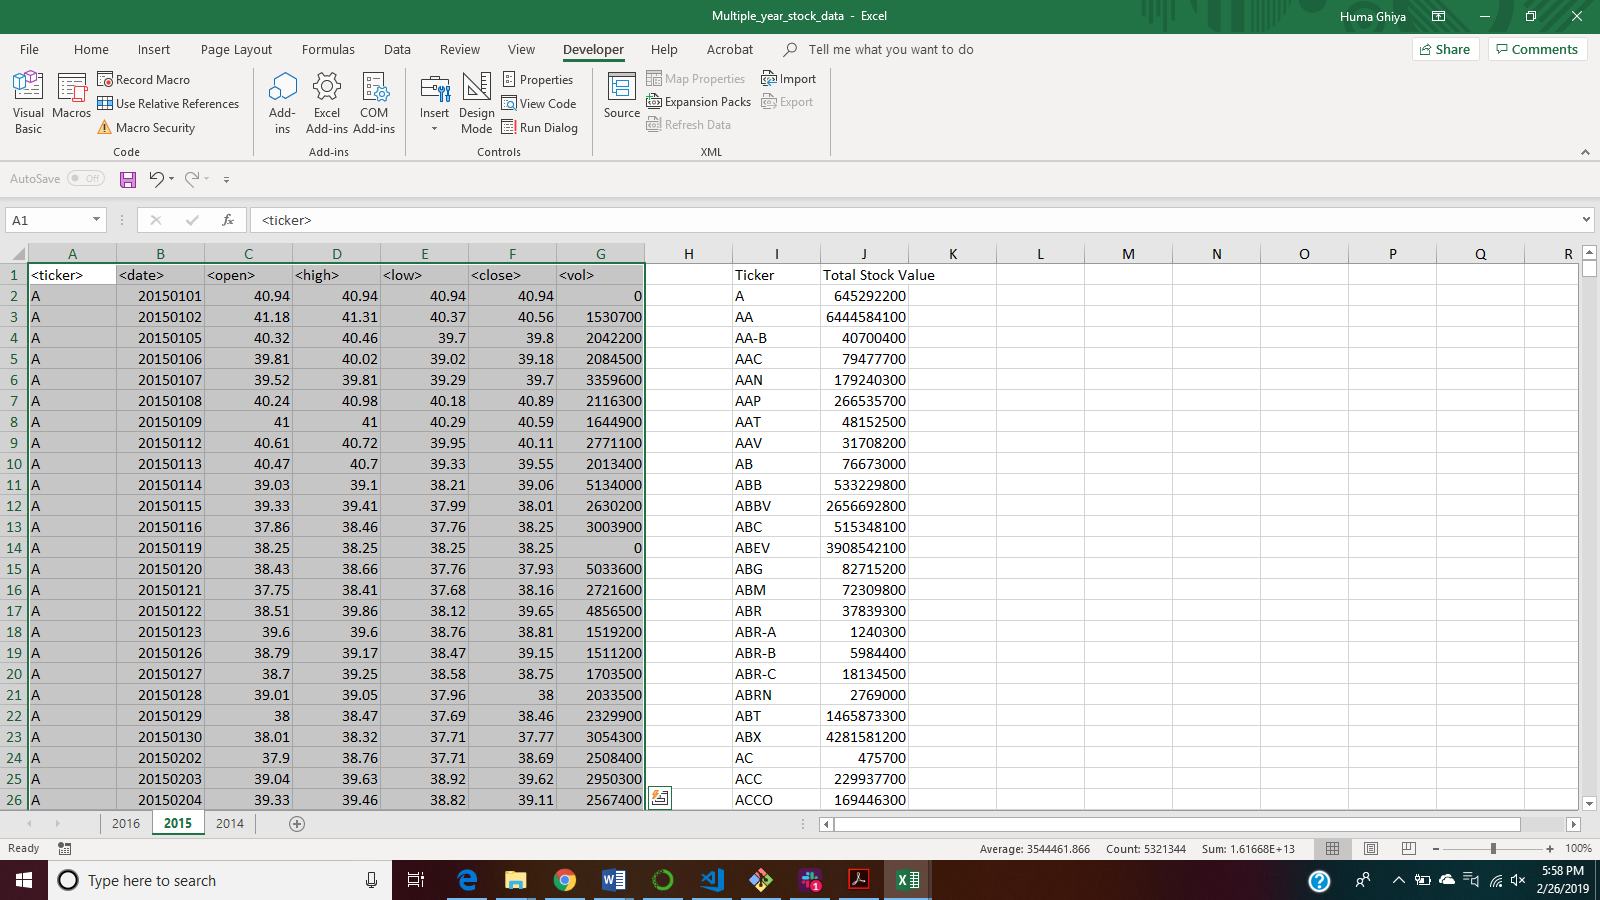 Multiple_year_stock_data - Excel
Huma Ghiya
File Home Insert Page Layout Formulas Data Review View Developer Help Acrobat Tell me what you want to do Share Comments
Visual Basic
Macros
Record Macro
Use Relative References
Macro Security
Code
Add-ins
Excel Add-ins
COM Add-ins
Add-ins
Insert
Design Mode
Properties
View Code
Run Dialog
Controls
Source
Map Properties
Expansion Packs
Refresh Data
Import
Export
XML
AutoSave Off
A1 fx <ticker>
A B C D E F G H I J K L M N O P Q R
1 <ticker> <date> <open> <high> <low> <close> <vol> Ticker Total Stock Value
2 A 20150101 40.94 40.94 40.94 40.94 0 A 645292200
3 A 20150102 41.18 41.31 40.37 40.56 1530700 AA 6444584100
4 A 20150105 40.32 40.46 39.7 39.8 2042200 AA-B 40700400
5 A 20150106 39.81 40.02 39.02 39.18 2084500 AAC 79477700
6 A 20150107 39.52 39.81 39.29 39.7 3359600 AAN 179240300
7 A 20150108 40.24 40.98 40.18 40.89 2116300 AAP 266535700
8 A 20150109 41 41 40.29 40.59 1644900 AAT 48152500
9 A 20150112 40.61 40.72 39.95 40.11 2771100 AAV 31708200
10 A 20150113 40.47 40.7 39.33 39.55 2013400 AB 76673000
11 A 20150114 39.03 39.1 38.21 39.06 5134000 ABB 533229800
12 A 20150115 39.33 39.41 37.99 38.01 2630200 ABBV 2656692800
13 A 20150116 37.86 38.46 37.76 38.25 3003900 ABC 515348100
14 A 20150119 38.25 38.25 38.25 38.25 0 ABEV 3908542100
15 A 20150120 38.43 38.66 37.76 37.93 5033600 ABG 82715200
16 A 20150121 37.75 38.41 37.68 38.16 2721600 ABM 72309800
17 A 20150122 38.51 39.86 38.12 39.65 4856500 ABR 37839300
18 A 20150123 39.6 39.6 38.76 38.81 1519200 ABR-A 1240300
19 A 20150126 38.79 39.17 38.47 39.15 1511200 ABR-B 5984400
20 A 20150127 38.7 39.25 38.58 38.75 1703500 ABR-C 18134500
21 A 20150128 39.01 39.05 37.96 38 2033500 ABRN 2769000
22 A 20150129 38 38.47 37.69 38.46 2329900 ABT 1465873300
23 A 20150130 38.01 38.32 37.71 37.77 3054300 ABX 4281581200
24 A 20150202 37.9 38.76 37.71 38.69 2508400 AC 475700
25 A 20150203 39.04 39.63 38.92 39.62 2950300 ACC 229937700
26 A 20150204 39.33 39.46 38.82 39.11 2567400 ACCO 169446300
2016 2015 2014
Ready Average: 3544461.866 Count: 5321344 Sum: 1.61668E+13 100%
Type here to search
1
5:58 PM
2/26/2019